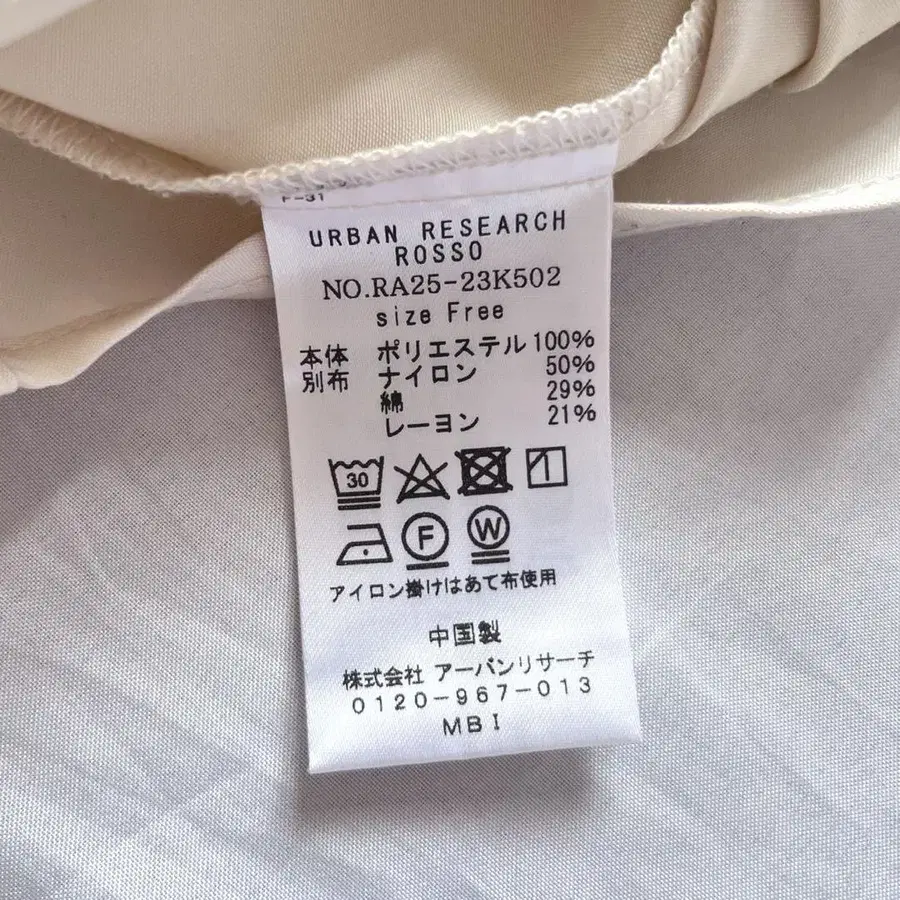 F-31
URBAN RESEARCH
ROSSO
NO.RA25-23K502
size Free
本体 ポリエステル 100%
別布 ナイロン 50%
綿 29%
レーヨン 21%
30
F W
アイロン掛けはあて布使用
中国製
株式会社 アーバンリサーチ
0120-967-013
MBI